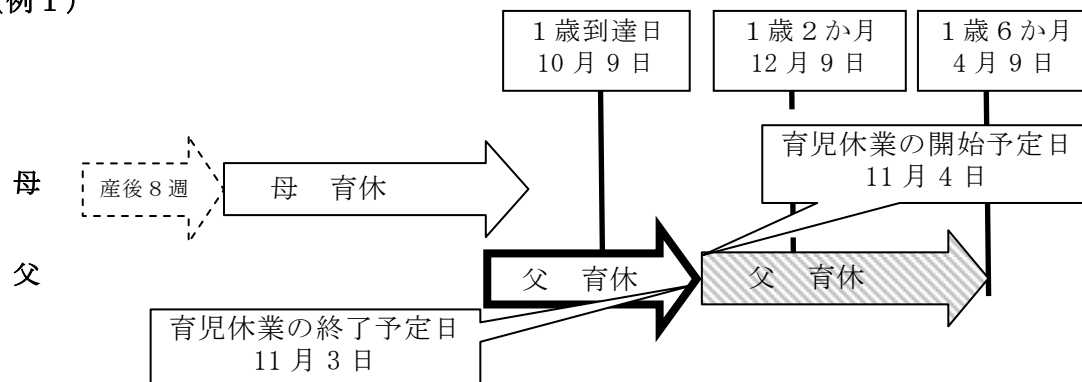 (例１)
１歳到達日
10月９日
１歳２か月
12月９日
１歳６か月
４月９日
育児休業の開始予定日
11月４日
母
産後８週
母　育休
父
父　育休
父　育休
育児休業の終了予定日
11月３日